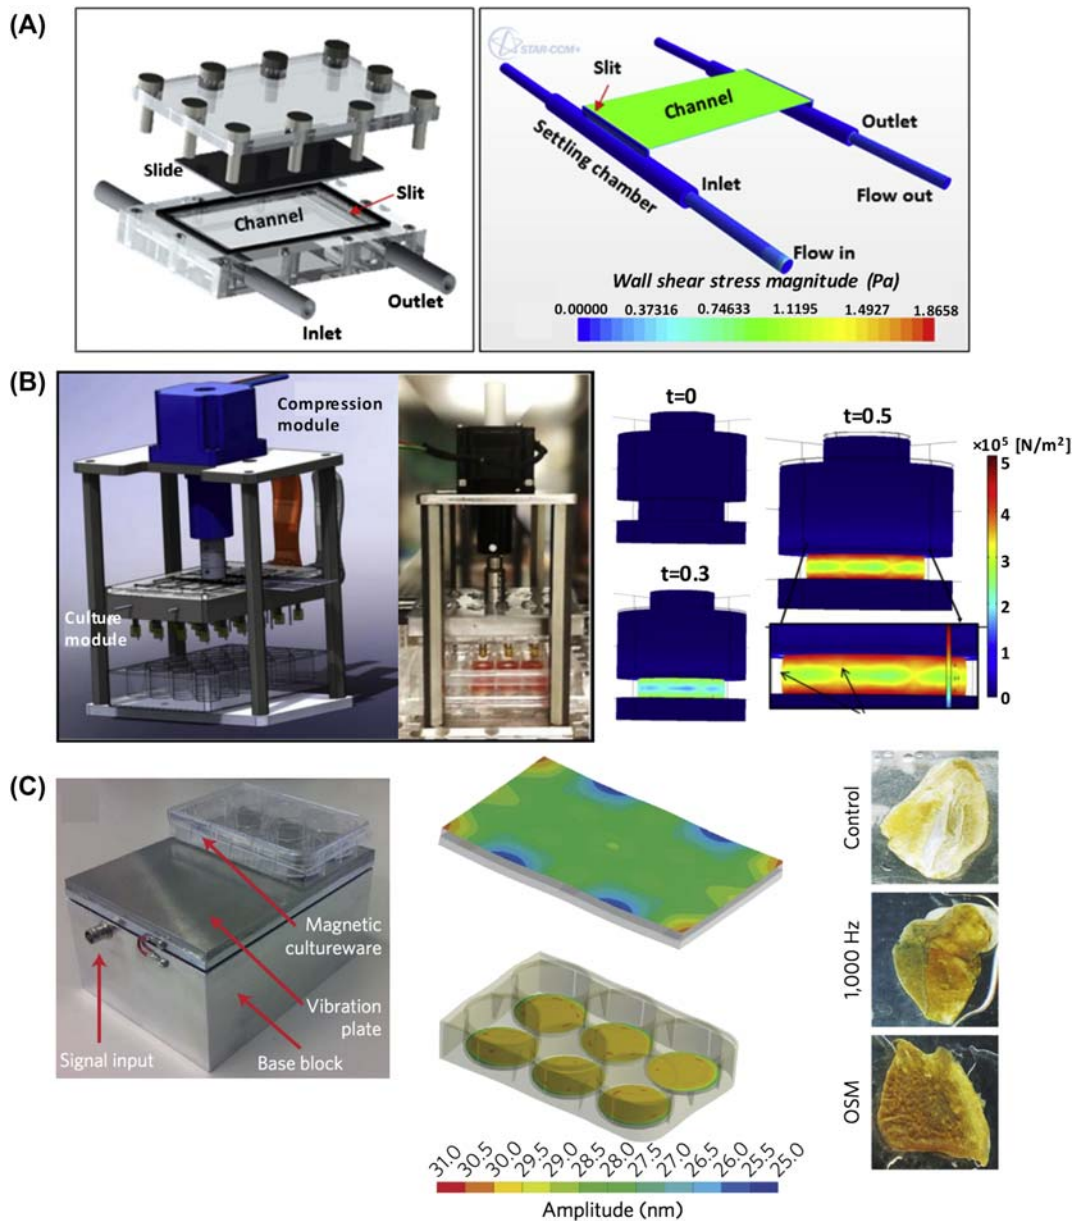 (A)
Slide
Slit
Channel
Outlet
Inlet
STAR-CCM+
Slit
Channel
Settling chamber
Inlet
Outlet
Flow out
Flow in
Wall shear stress magnitude (Pa)
0.00000 0.37316 0.74633 1.1195 1.4927 1.8658
(B)
Compression
module
Culture
module
t=0
t=0.3
t=0.5
×10⁵ [N/m²]
5
4
3
2
1
0
(C)
Magnetic
cultureware
Vibration
plate
Signal input
Base block
31.0 30.5 30.0 29.5 29.0 28.5 28.0 27.5 27.0 26.5 26.0 25.5 25.0
Amplitude (nm)
Control
1,000 Hz
OSM